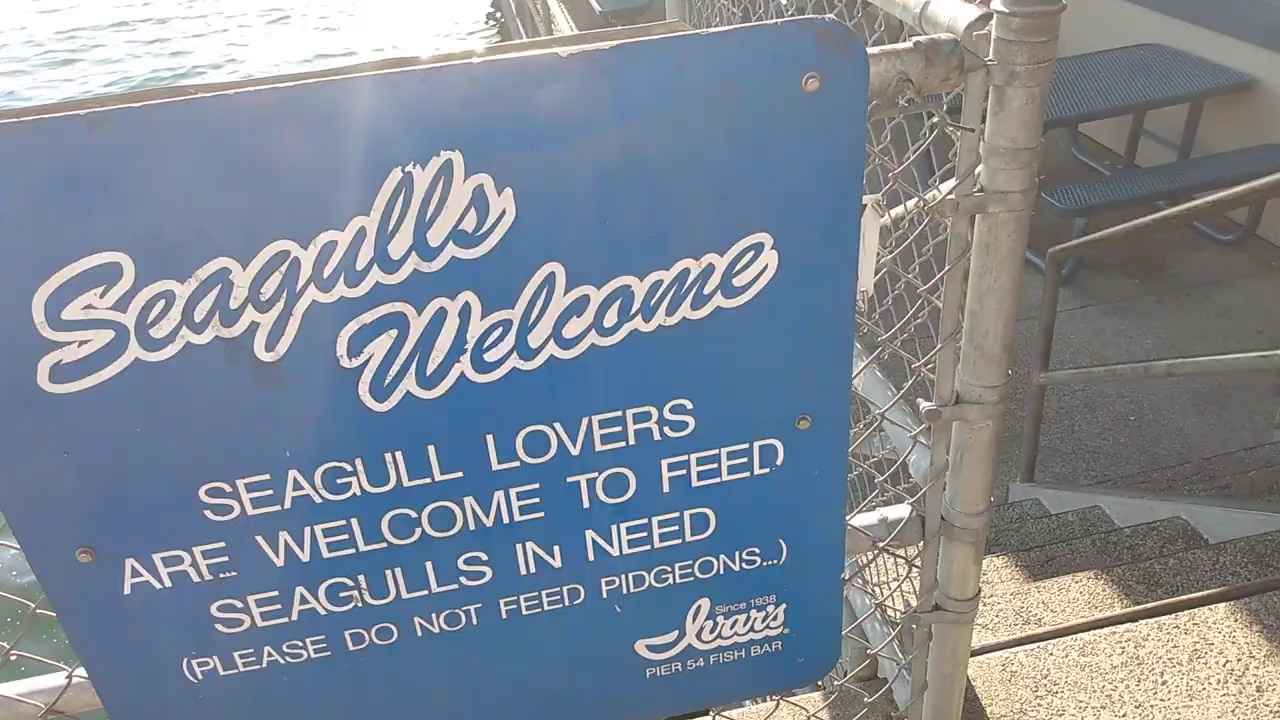 Seagulls
Welcome
SEAGULL LOVERS
ARE WELCOME TO FEED
SEAGULLS IN NEED
(PLEASE DO NOT FEED PIDGEONS...)
Since 1938
Ivar's
PIER 54 FISH BAR